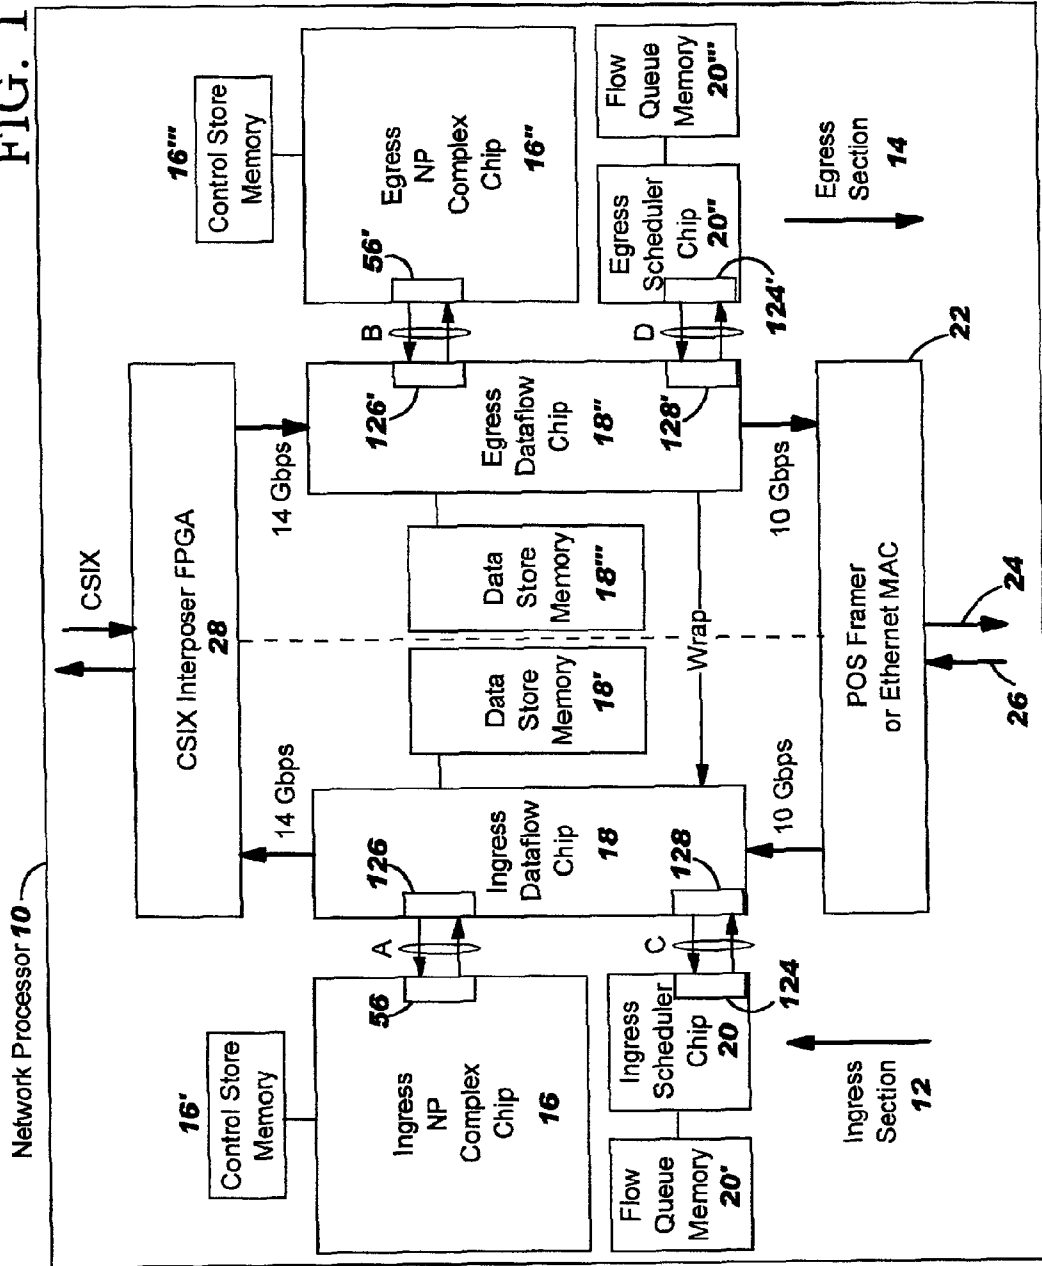 FIG. 1
Network Processor 10
CSIX
CSIX Interposer FPGA
28
14 Gbps
14 Gbps
16'
Control Store
Memory
16'''
Control Store
Memory
Ingress
NP
Complex
Chip
16
56
A
126
Ingress
Dataflow
Chip
18
128
Data
Store
Memory
18'
Data
Store
Memory
18'''
Wrap
Egress
Dataflow
Chip
18''
126'
128'
B
56'
Egress
NP
Complex
Chip
16''
Flow
Queue
Memory
20'
Ingress
Scheduler
Chip
20
C
124
D
Egress
Scheduler
Chip
20''
124'
Flow
Queue
Memory
20'''
10 Gbps
10 Gbps
Ingress
Section
12
POS Framer
or Ethernet MAC
22
26
24
Egress
Section
14